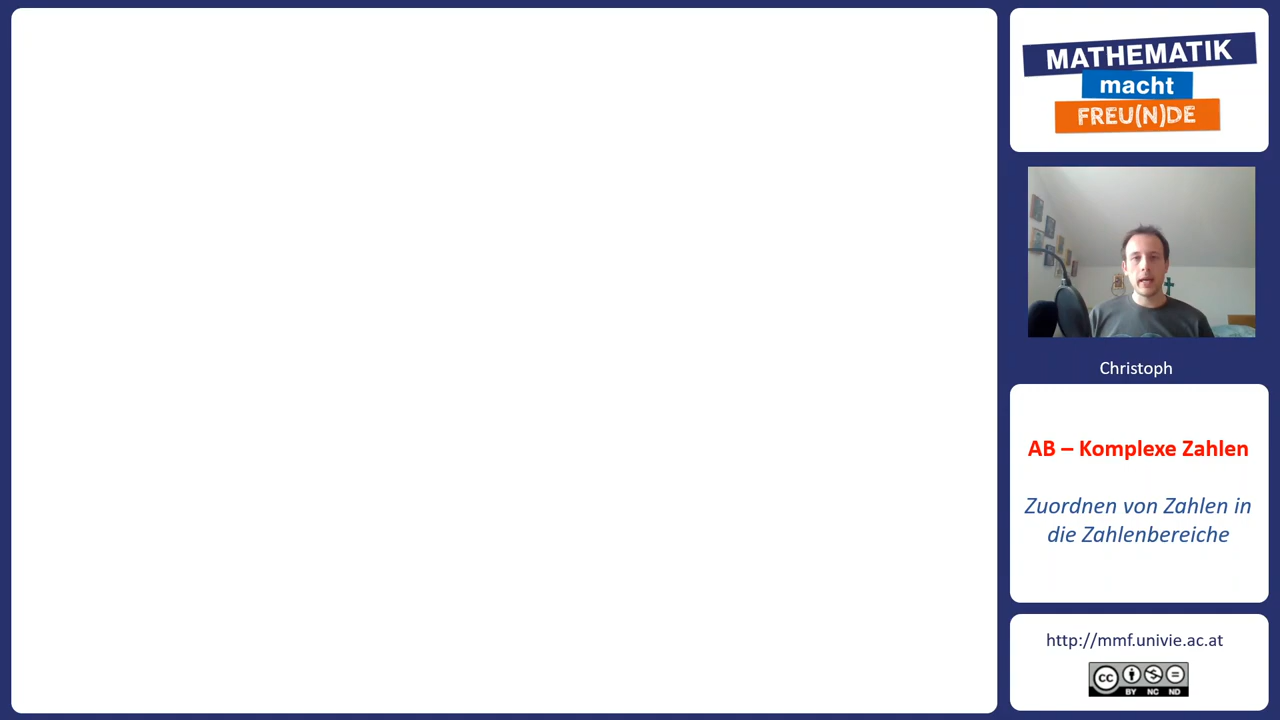 MATHEMATIK
macht
FREU(N)DE
Christoph
AB – Komplexe Zahlen
Zuordnen von Zahlen in
die Zahlenbereiche
http://mmf.univie.ac.at
cc
BY NC ND